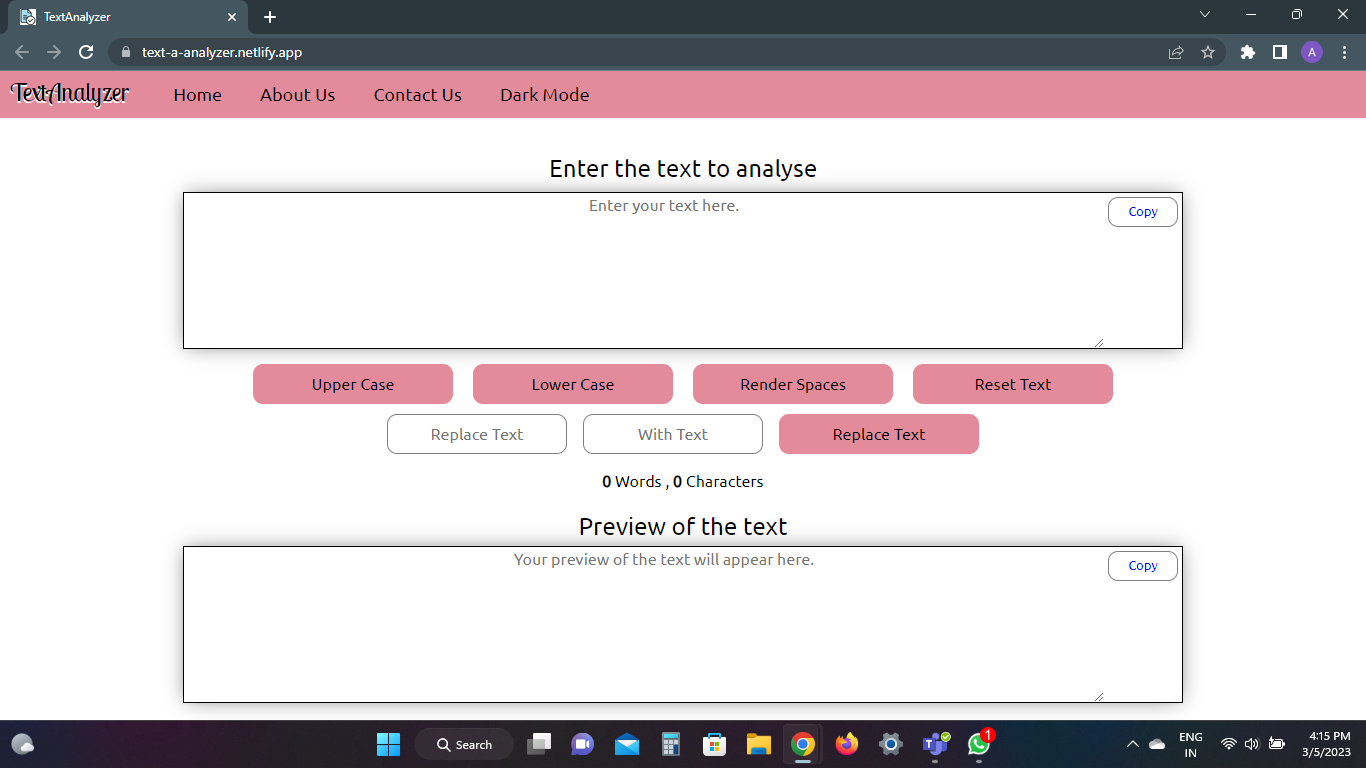 TextAnalyzer
text-a-analyzer.netlify.app
A
TextAnalyzer Home About Us Contact Us Dark Mode
Enter the text to analyse
Enter your text here.
Copy
Upper Case Lower Case Render Spaces Reset Text
Replace Text With Text Replace Text
0 Words , 0 Characters
Preview of the text
Your preview of the text will appear here.
Copy
Search
1
ENG
IN
4:15 PM
3/5/2023